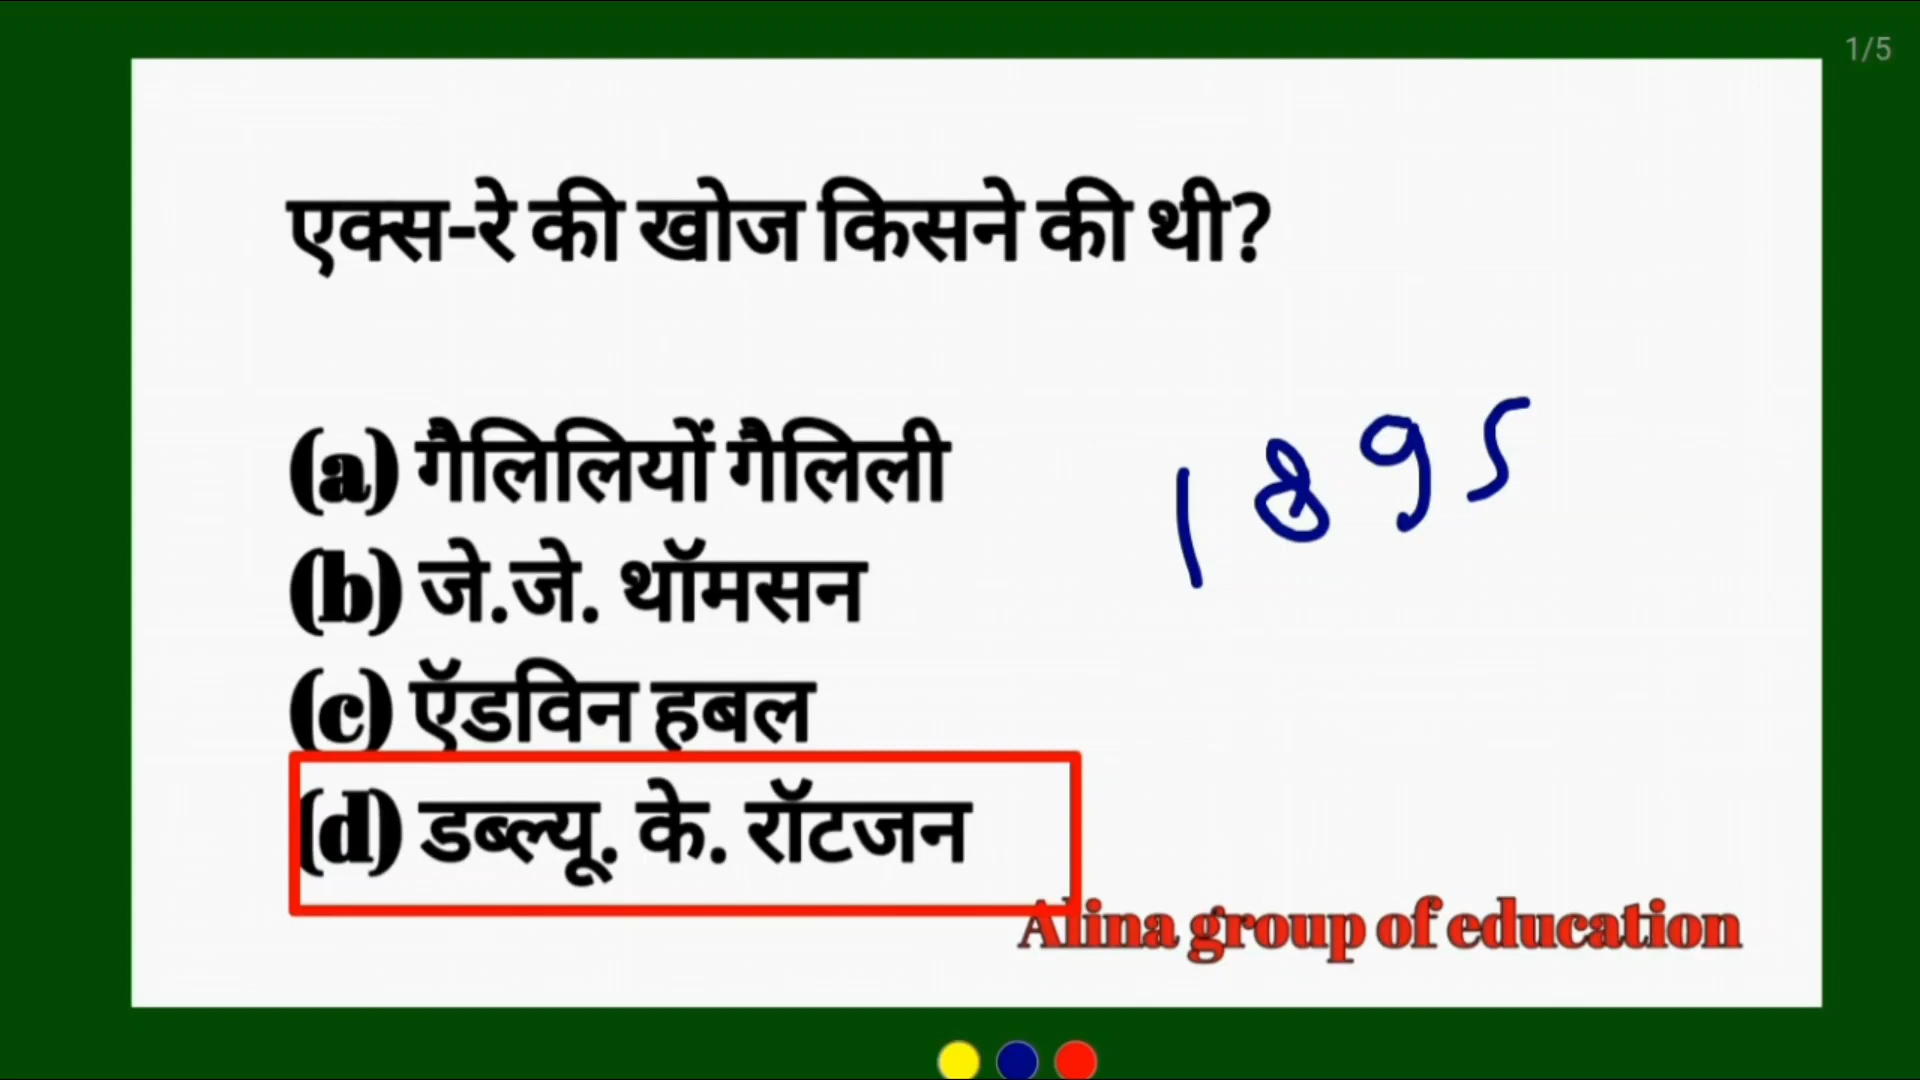 1/5
एक्स-रे की खोज किसने की थी?
(a) गैलिलियों गैलिली
1895
(b) जे.जे. थॉमसन
(c) ऍडविन हबल
(d) डब्ल्यू. के. रॉटजन
Alina group of education